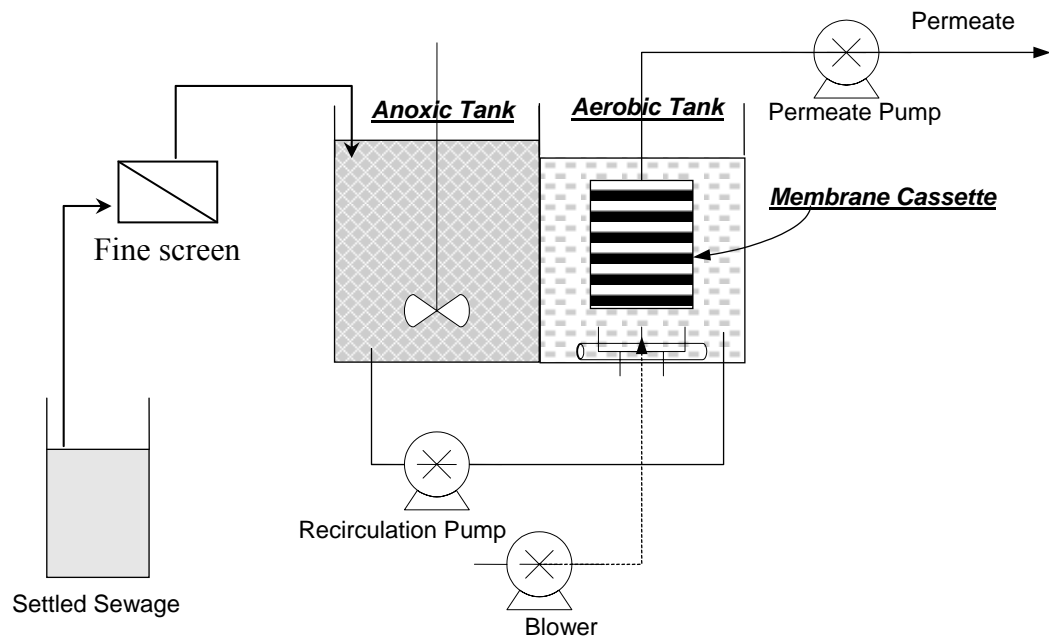 Permeate
Anoxic Tank
Aerobic Tank
Permeate Pump
Membrane Cassette
Fine screen
Recirculation Pump
Settled Sewage
Blower